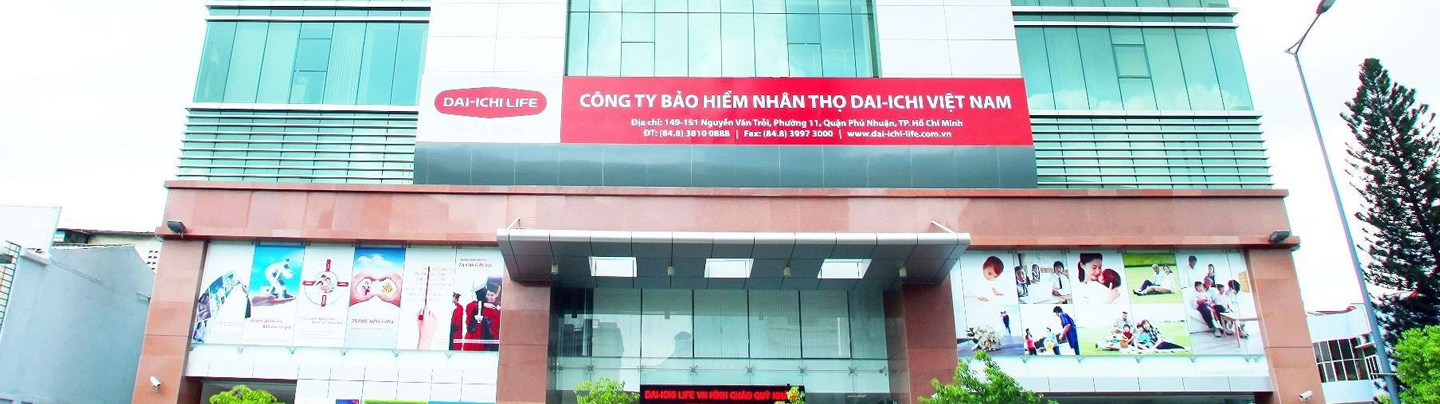 DAI-ICHI LIFE
CÔNG TY BẢO HIỂM NHÂN THỌ DAI-ICHI VIỆT NAM
Địa chỉ: 149-151 Nguyễn Văn Trỗi, Phường 11, Quận Phú Nhuận, TP. Hồ Chí Minh
ĐT: (84.8) 3810 0888 | Fax: (84.8) 3997 3000 | www.dai-ichi-life.com.vn
DAI-ICHI LIFE VN KÍNH CHÀO QUÝ